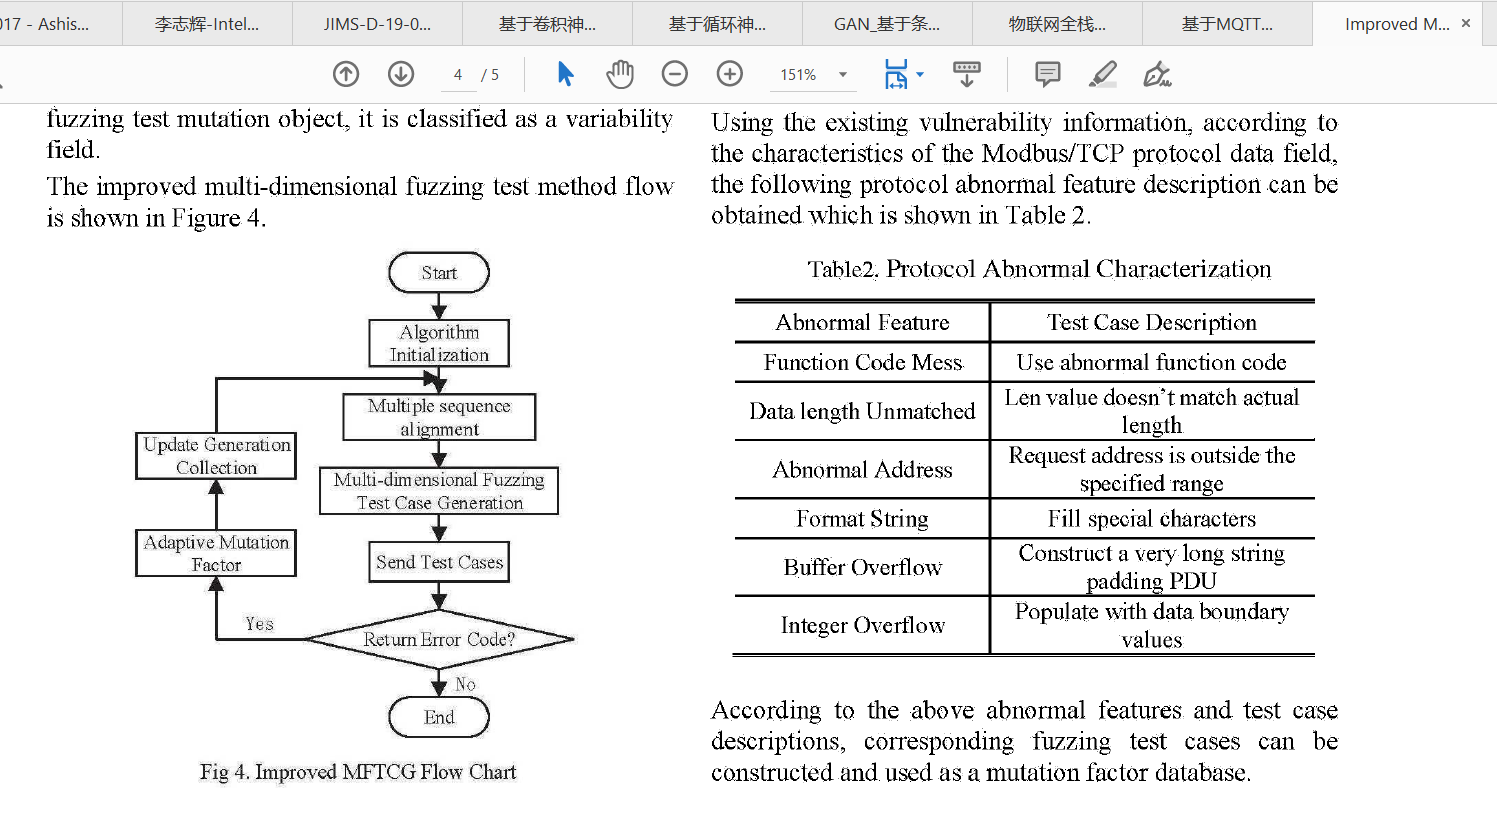 017 - Ashis...
李志辉-Intel...
JIMS-D-19-0...
基于卷积神...
基于循环神...
GAN_基于条...
物联网全栈...
基于MQTT...
Improved M...
4 / 5
151%
fuzzing test mutation object, it is classified as a variability
field.
The improved multi-dimensional fuzzing test method flow
is shown in Figure 4.
Start
Algorithm
Initialization
Multiple sequence
alignment
Update Generation
Collection
Multi-dimensional Fuzzing
Test Case Generation
Adaptive Mutation
Factor
Send Test Cases
Yes
Return Error Code?
No
End
Fig 4. Improved MFTCG Flow Chart
Using the existing vulnerability information, according to
the characteristics of the Modbus/TCP protocol data field,
the following protocol abnormal feature description can be
obtained which is shown in Table 2.
Table2. Protocol Abnormal Characterization
Abnormal Feature
Test Case Description
Function Code Mess
Use abnormal function code
Data length Unmatched
Len value doesn't match actual
length
Abnormal Address
Request address is outside the
specified range
Format String
Fill special characters
Buffer Overflow
Construct a very long string
padding PDU
Integer Overflow
Populate with data boundary
values
According to the above abnormal features and test case
descriptions, corresponding fuzzing test cases can be
constructed and used as a mutation factor database.